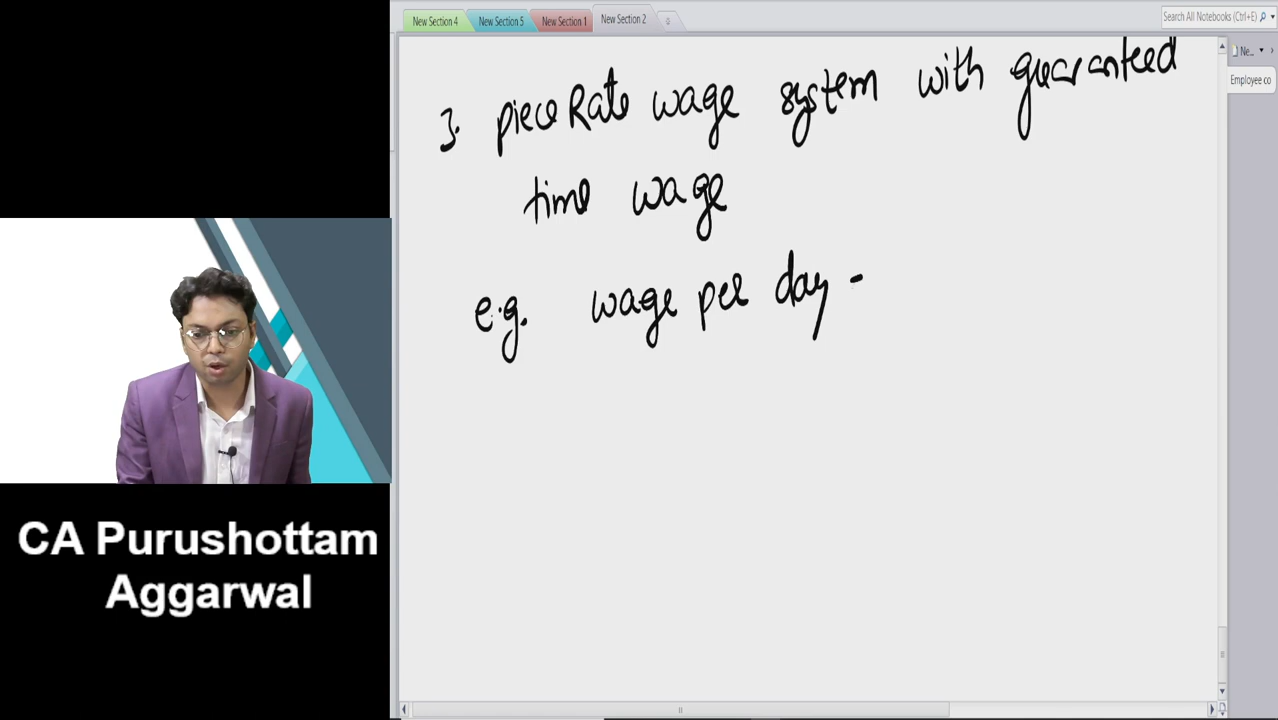 New Section 4 New Section 5 New Section 1 New Section 2
Search All Notebooks (Ctrl+E)
Ne...
Employee co
3. piece Rate wage system with guaranteed
time wage
e.g. wage per day -
CA Purushottam
Aggarwal